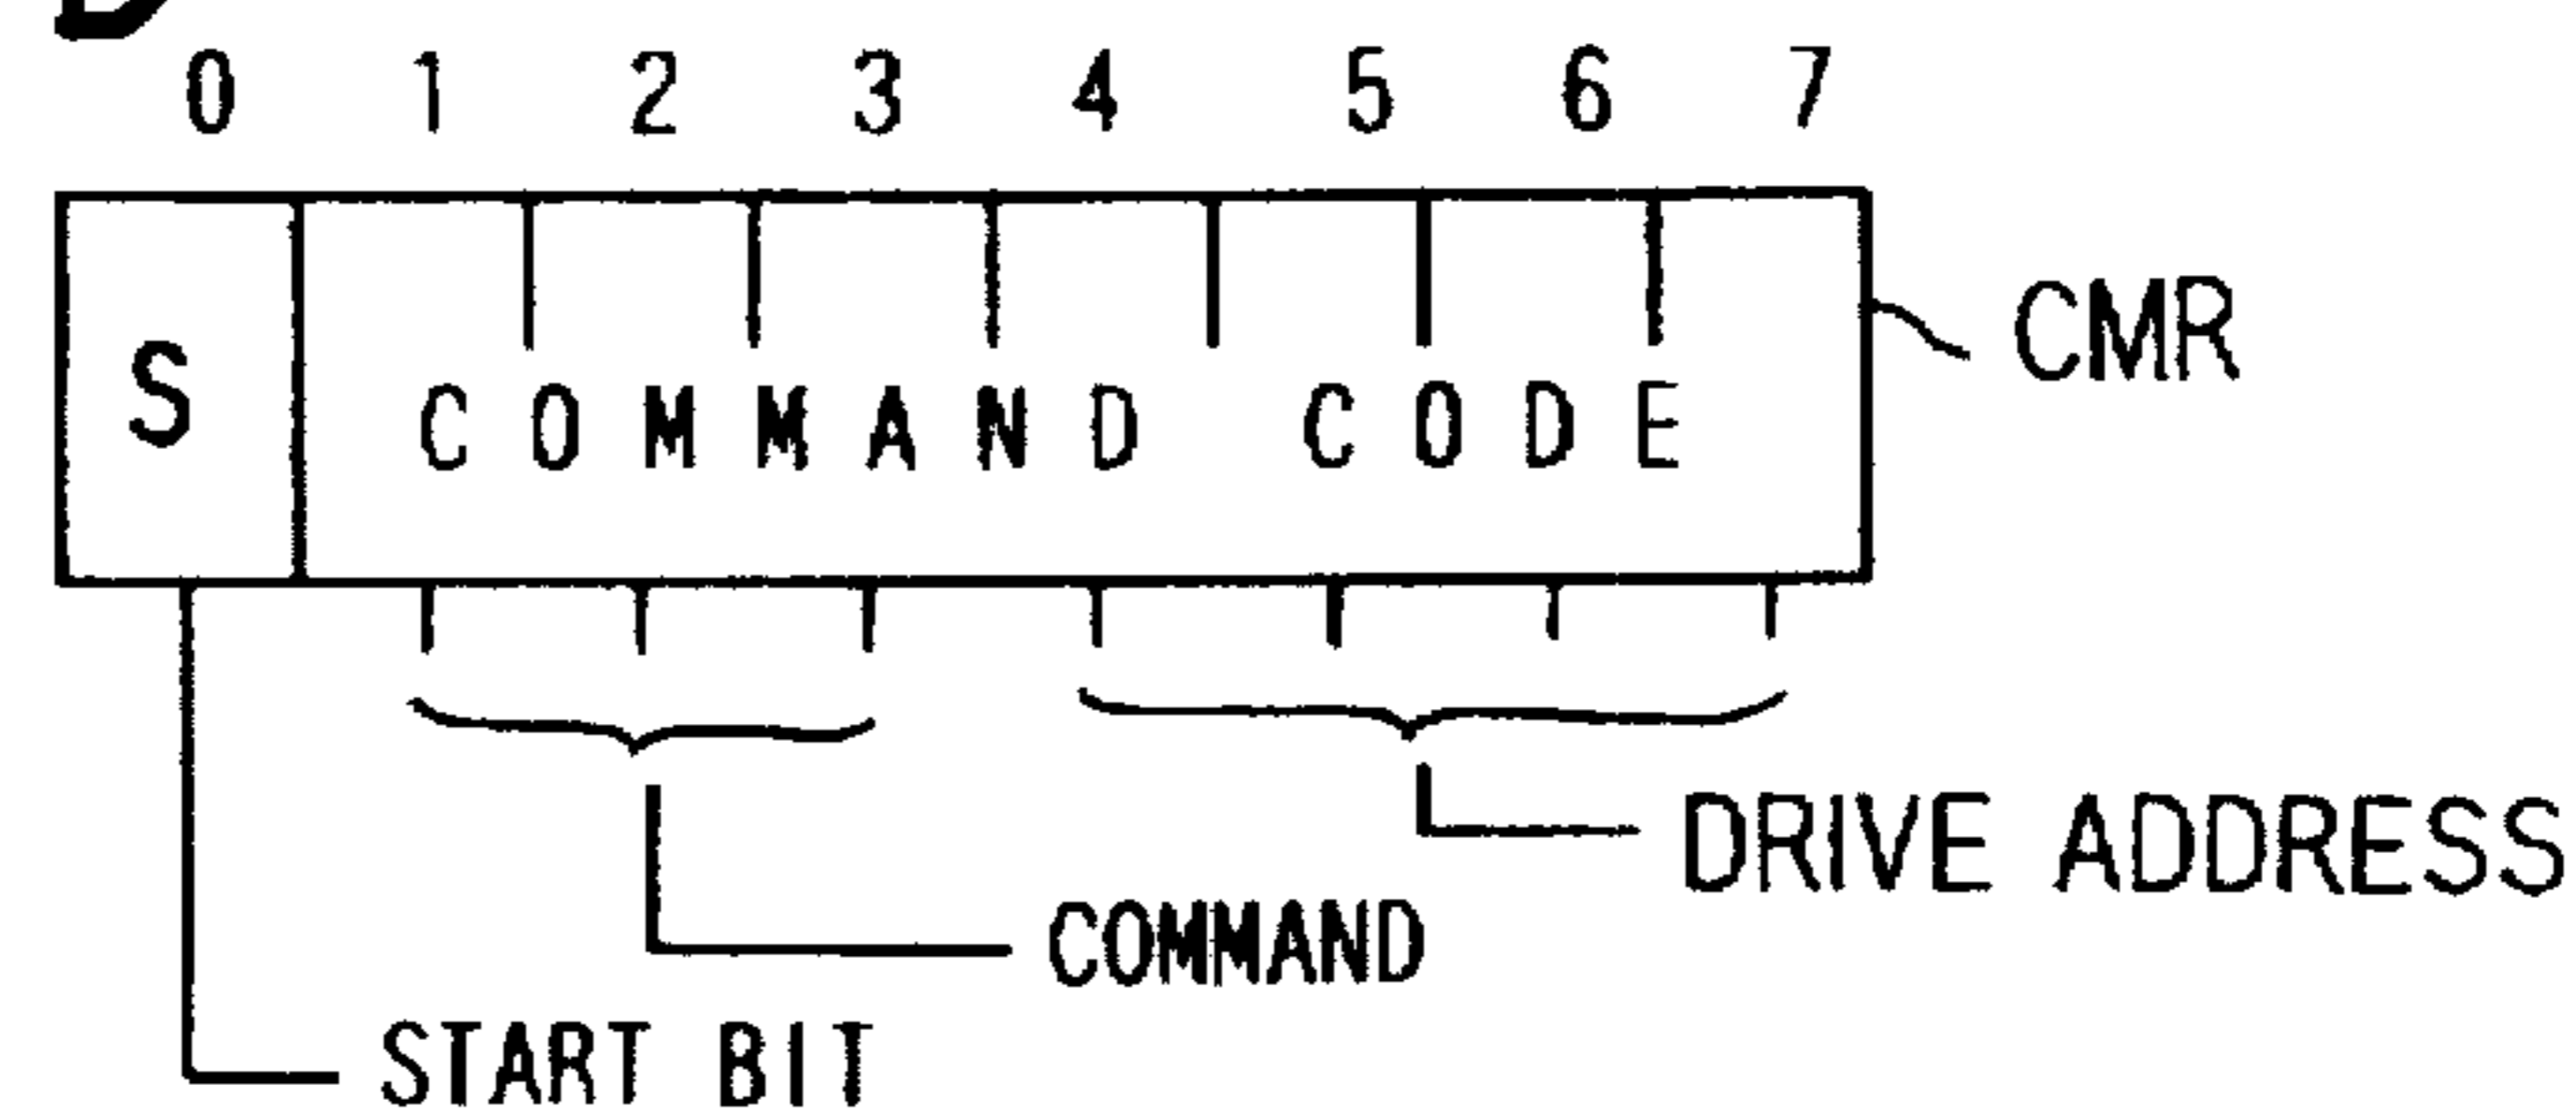 0 1 2 3 4 5 6 7
S COMMAND CODE
CMR
DRIVE ADDRESS
COMMAND
START BIT